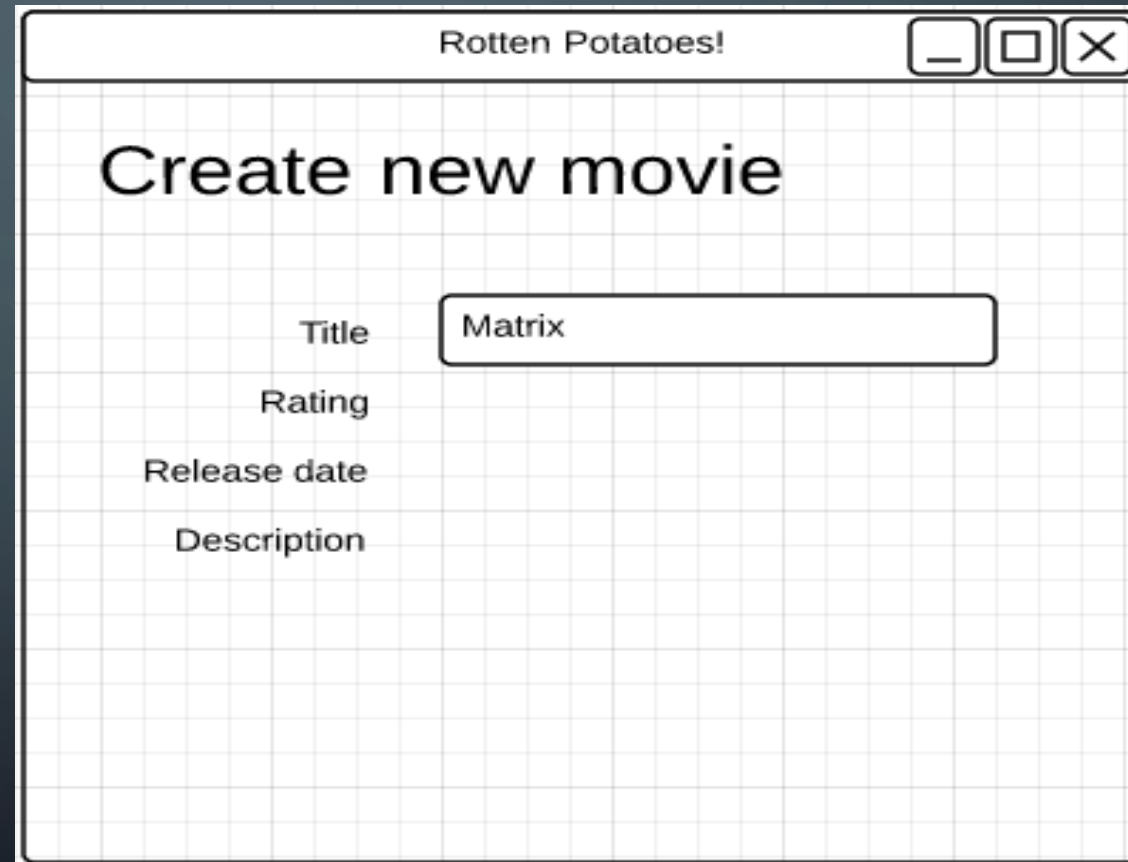 Rotten Potatoes!
Create new movie
Title Matrix
Rating
Release date
Description